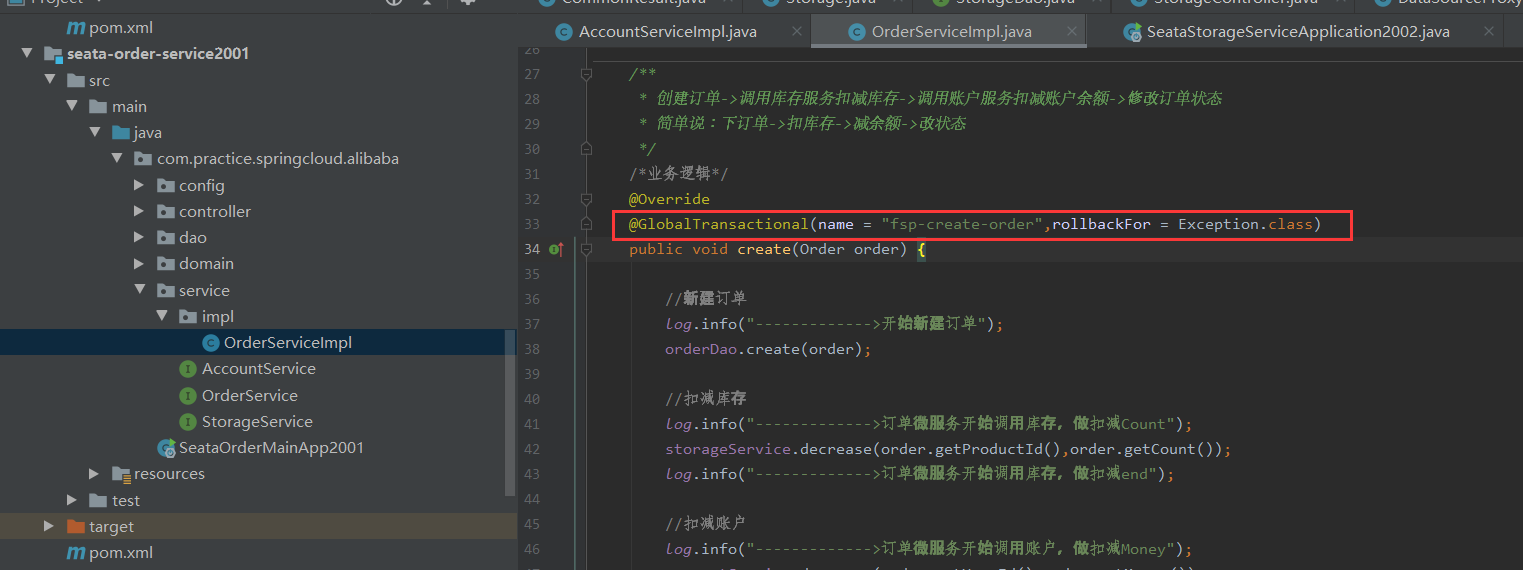 Project
CommonResult.java
Storage.java
StorageDao.java
StorageController.java
DataSourceProxy
pom.xml
seata-order-service2001
src
main
java
com.practice.springcloud.alibaba
config
controller
dao
domain
service
impl
OrderServiceImpl
AccountService
OrderService
StorageService
SeataOrderMainApp2001
resources
test
target
pom.xml
AccountServiceImpl.java
OrderServiceImpl.java
SeataStorageServiceApplication2002.java
26
27 /**
28 * 创建订单->调用库存服务扣减库存->调用账户服务扣减账户余额->修改订单状态
29 * 简单说：下订单->扣库存->减余额->改状态
30 */
31 /*业务逻辑*/
32 @Override
33 @GlobalTransactional(name = "fsp-create-order",rollbackFor = Exception.class)
34 public void create(Order order) {
35
36 //新建订单
37 log.info("------------->开始新建订单");
38 orderDao.create(order);
39
40 //扣减库存
41 log.info("------------->订单微服务开始调用库存，做扣减Count");
42 storageService.decrease(order.getProductId(),order.getCount());
43 log.info("------------->订单微服务开始调用库存，做扣减end");
44
45 //扣减账户
46 log.info("------------->订单微服务开始调用账户，做扣减Money");